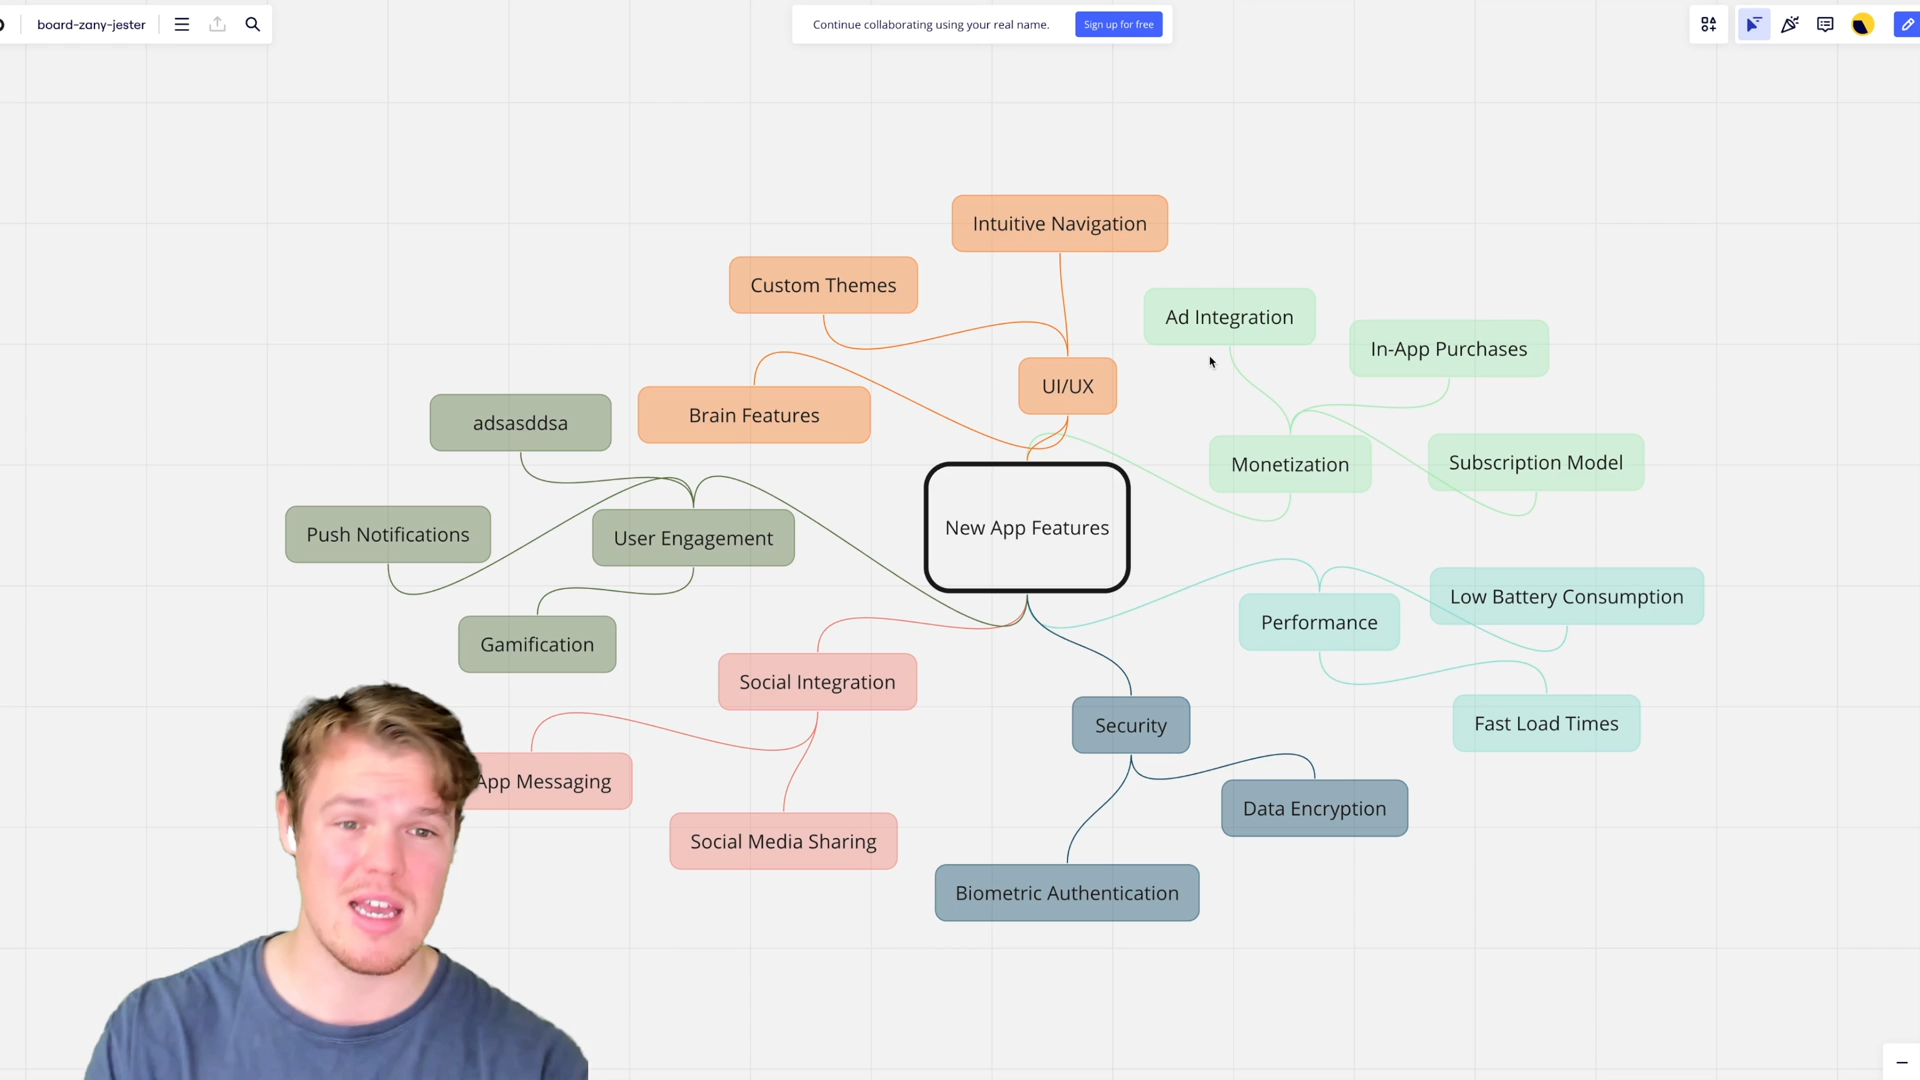 board-zany-jester
Continue collaborating using your real name.
Sign up for free
Intuitive Navigation
Custom Themes
Ad Integration
In-App Purchases
UI/UX
Brain Features
adsasddsa
Monetization
Subscription Model
New App Features
Push Notifications
User Engagement
Low Battery Consumption
Performance
Gamification
Social Integration
Security
Fast Load Times
App Messaging
Data Encryption
Social Media Sharing
Biometric Authentication